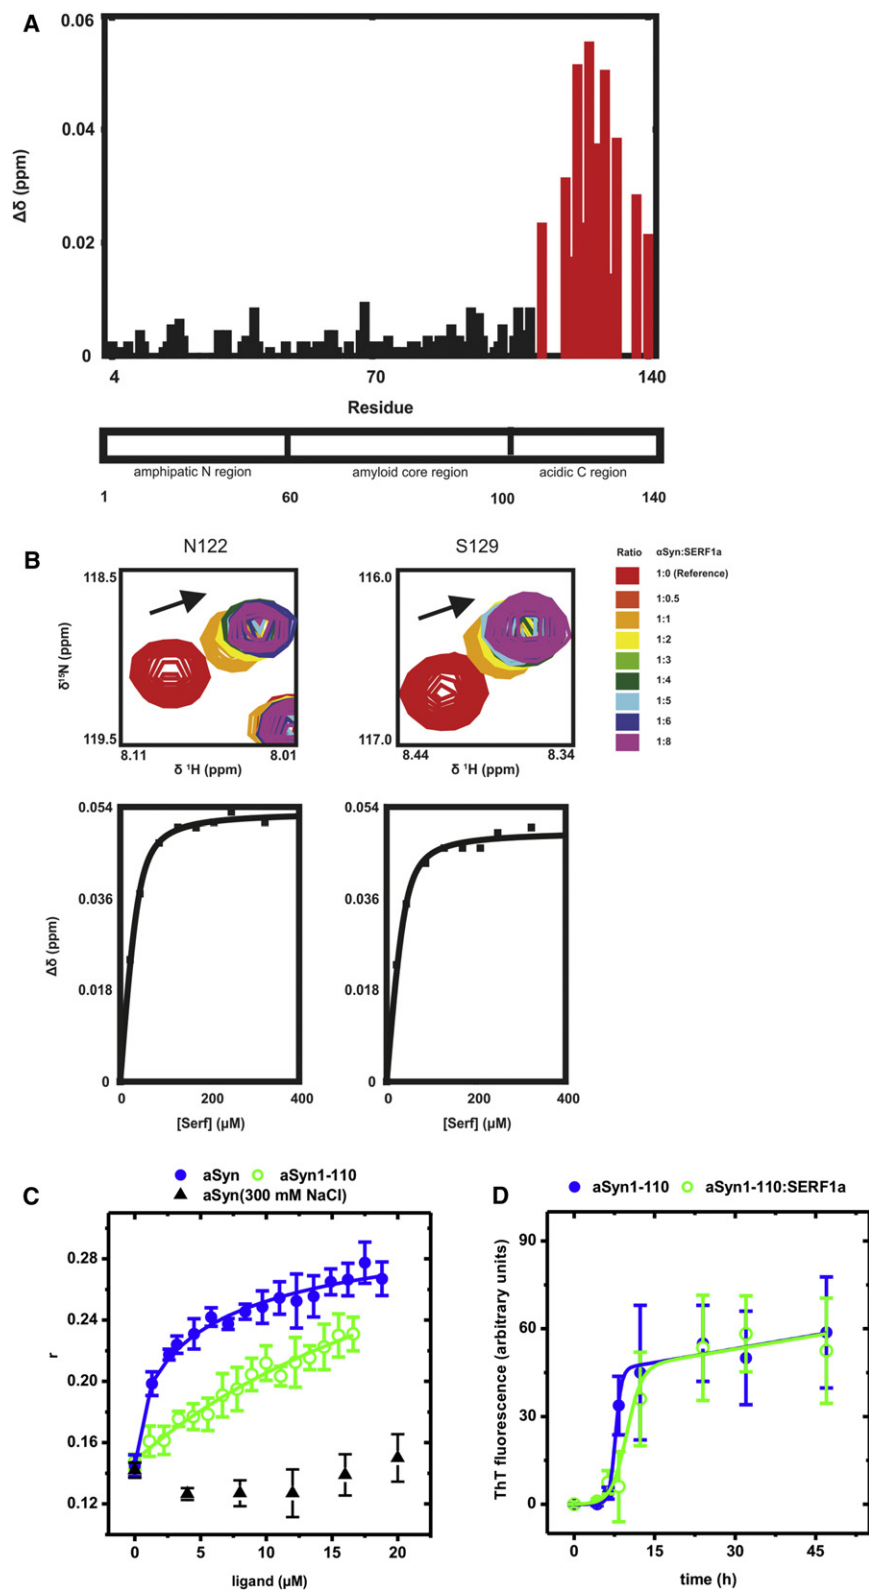 A
0.06
0.04
0.02
0
Δδ (ppm)
4 70 140
Residue
amphipatic N region amyloid core region acidic C region
1 60 100 140
B
N122 S129
118.5
119.5
δ¹⁵N (ppm)
8.11 8.01
δ ¹H (ppm)
116.0
117.0
8.44 8.34
δ ¹H (ppm)
Ratio αSyn:SERF1a
1:0 (Reference)
1:0.5
1:1
1:2
1:3
1:4
1:5
1:6
1:8
0.054
0.036
0.018
0
Δδ (ppm)
0 200 400
[Serf] (µM)
0.054
0.036
0.018
0
0 200 400
[Serf] (µM)
C
aSyn aSyn1-110
aSyn(300 mM NaCl)
0.28
0.24
0.20
0.16
0.12
r
0 5 10 15 20
ligand (µM)
D
aSyn1-110 aSyn1-110:SERF1a
90
60
30
0
ThT fluorescence (arbitrary units)
0 15 30 45
time (h)